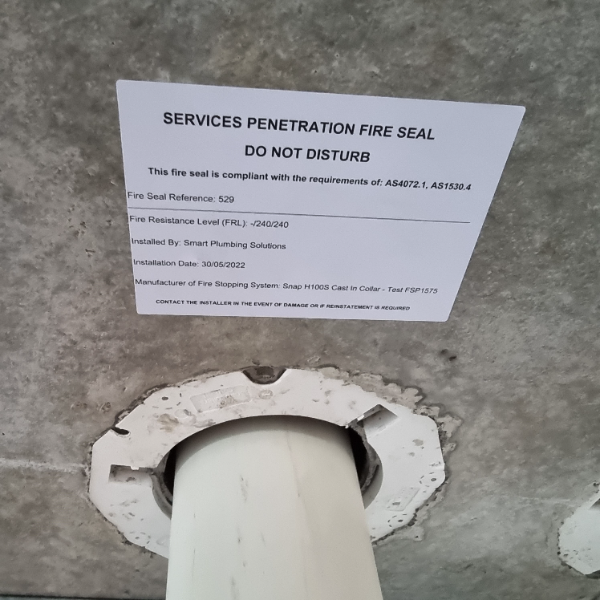 SERVICES PENETRATION FIRE SEAL
DO NOT DISTURB
This fire seal is compliant with the requirements of: AS4072.1, AS1530.4
Fire Seal Reference: 529
Fire Resistance Level (FRL): -/240/240
Installed By: Smart Plumbing Solutions
Installation Date: 30/05/2022
Manufacturer of Fire Stopping System: Snap H100S Cast In Collar - Test FSP1575
CONTACT THE INSTALLER IN THE EVENT OF DAMAGE OR IF REINSTATEMENT IS REQUIRED